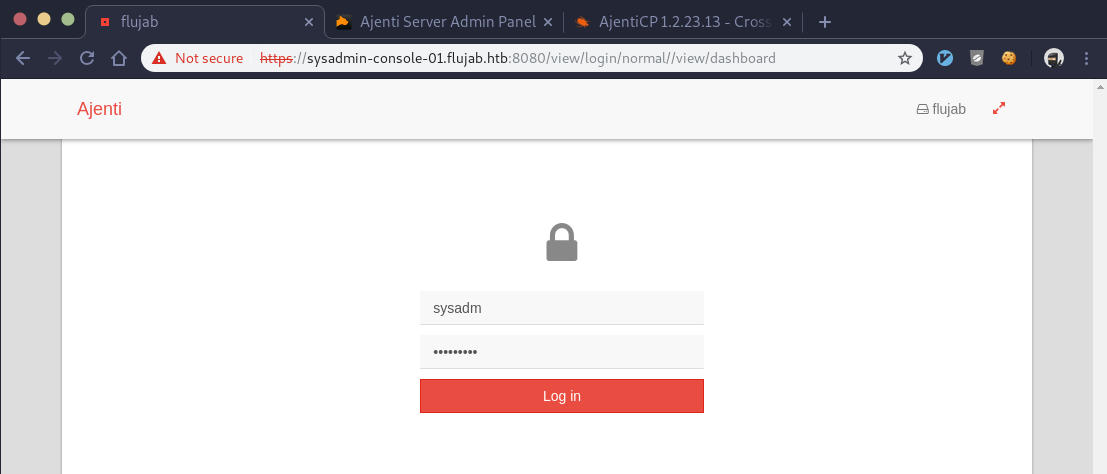 flujab
Ajenti Server Admin Panel
AjentiCP 1.2.23.13 - Cross
Not secure https://sysadmin-console-01.flujab.htb:8080/view/login/normal//view/dashboard
Ajenti
flujab
sysadm
•••••••••
Log in